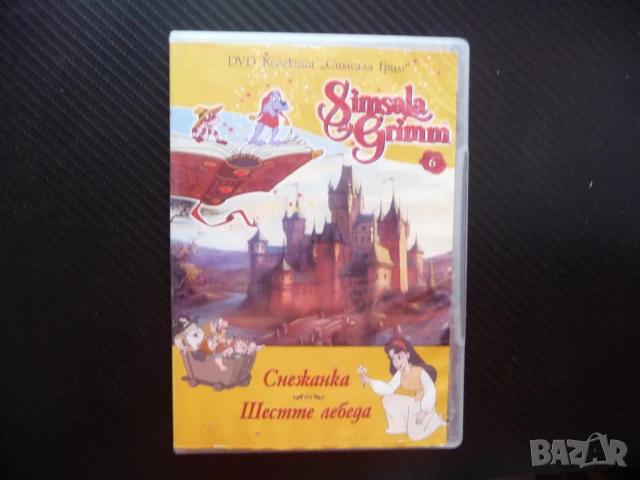 DVD Колекция „Симсала Грим“
Simsala
Grimm
6
Снежанка
Шестте лебеда
BAZAR